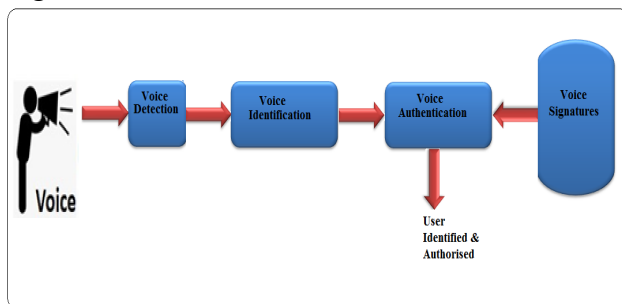 Voice
Voice
Detection
Voice
Identification
Voice
Authentication
Voice
Signatures
User
Identified &
Authorised